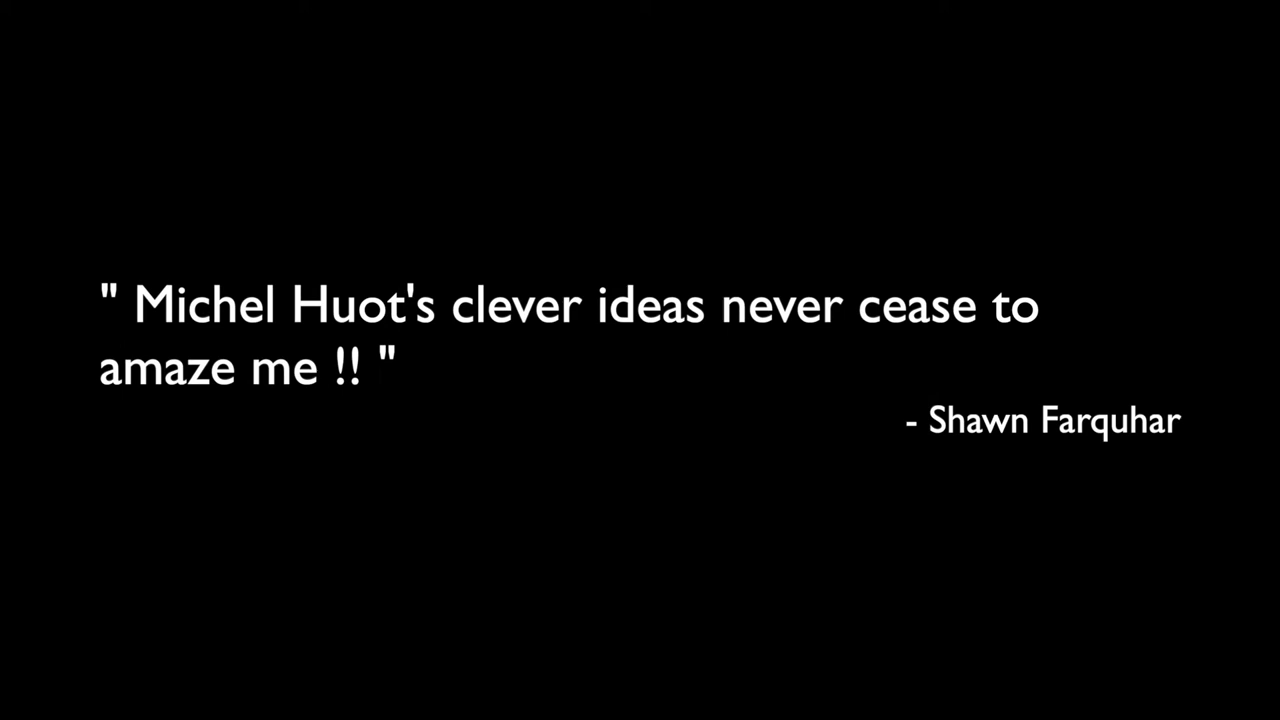 " Michel Huot's clever ideas never cease to
amaze me !! "
- Shawn Farquhar